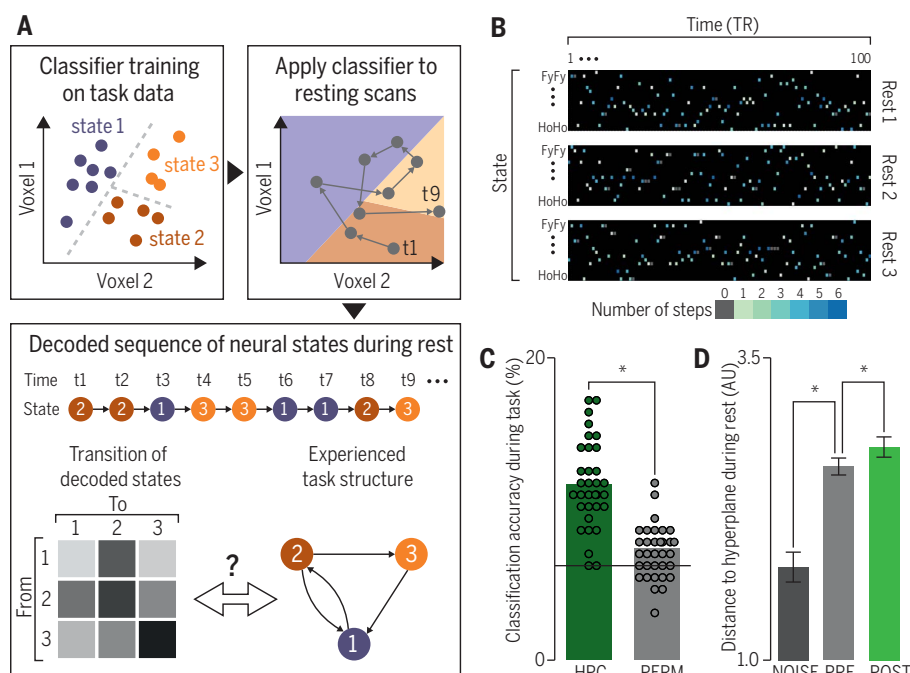 A
Classifier training
on task data
state 1
state 3
state 2
Voxel 1
Voxel 2
Apply classifier to
resting scans
t9
t1
Voxel 1
Voxel 2
Decoded sequence of neural states during rest
Time t1 t2 t3 t4 t5 t6 t7 t8 t9 •••
State 2 2 1 3 3 1 1 2 3
Transition of
decoded states
To
1 2 3
From
1
2
3
?
Experienced
task structure
2 3
1
B
Time (TR)
1 ••• 100
State
FyFy
HoHo
Rest 1
FyFy
HoHo
Rest 2
FyFy
HoHo
Rest 3
0 1 2 3 4 5 6
Number of steps
C
Classification accuracy during task (%)
20
0
*
HPC PERM
D
Distance to hyperplane during rest (AU)
3.5
1.0
* *
NOISE PRE POST